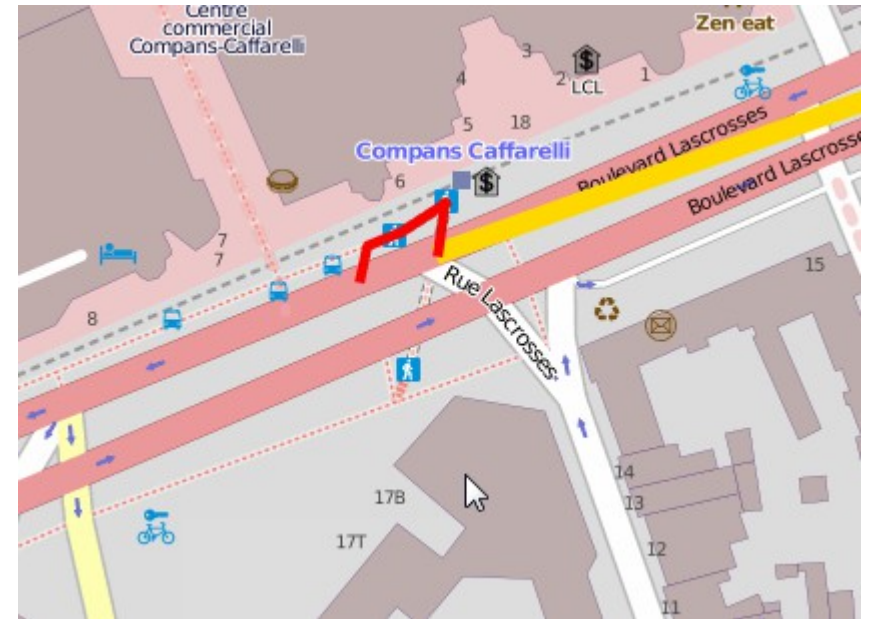 Centre
commercial
Compans-Caffarelli
Zen eat
3
4
2
LCL
1
5
18
Compans Caffarelli
6
Boulevard Lascrosses
Boulevard Lascrosse
7
7
15
Rue Lascrosses
8
14
17B
13
17T
12
11